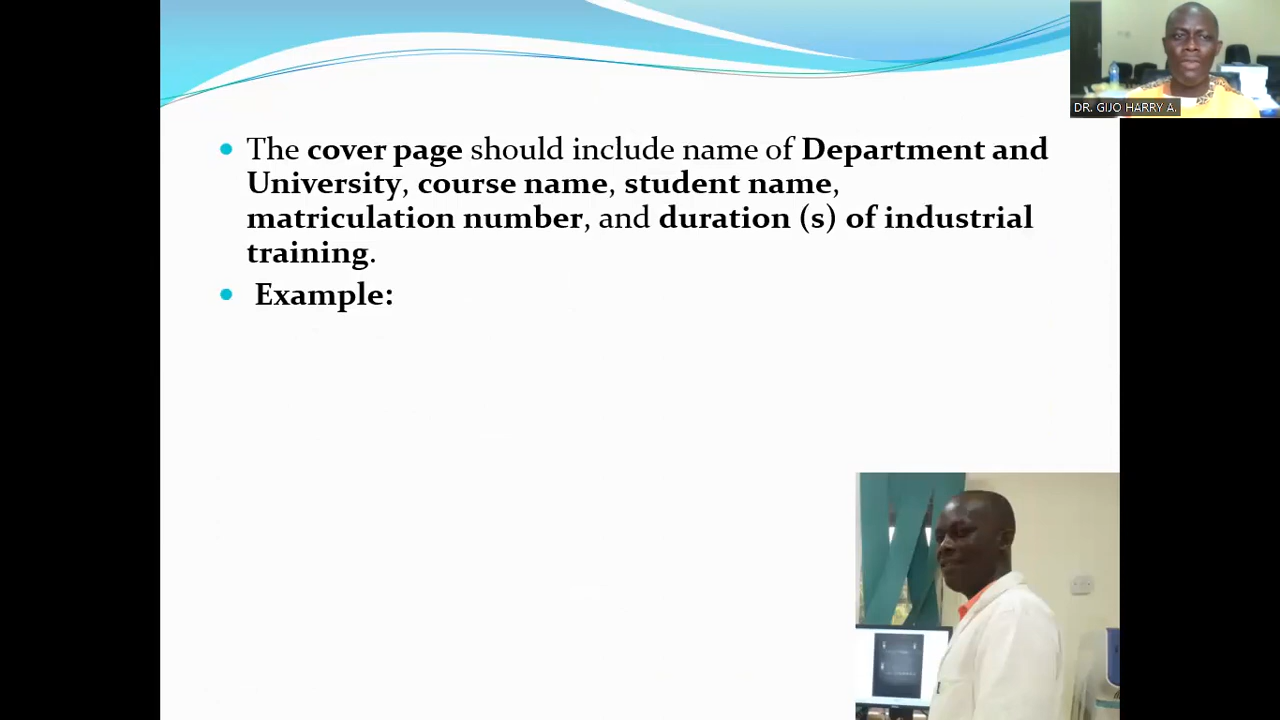 The cover page should include name of Department and
University, course name, student name,
matriculation number, and duration (s) of industrial
training.
Example:
DR. GIJO HARRY A.